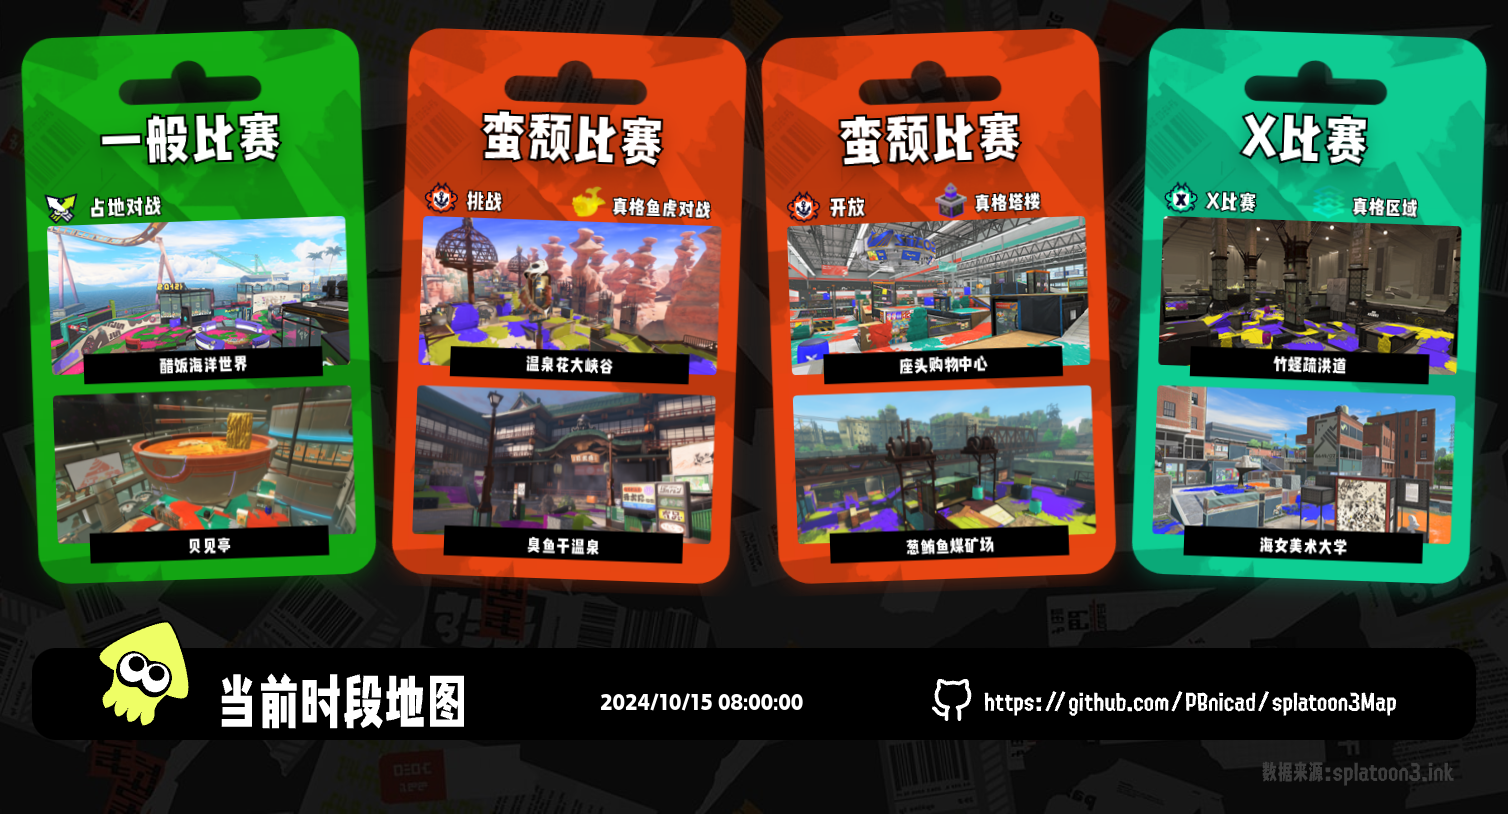 一般比赛
占地对战
醋饭海洋世界
贝见亭
蛮颓比赛
挑战
真格鱼虎对战
温泉花大峡谷
臭鱼干温泉
蛮颓比赛
开放
真格塔楼
座头购物中心
葱鲔鱼煤矿场
X比赛
X比赛
真格区域
竹蛏疏洪道
海女美术大学
当前时段地图
2024/10/15 08:00:00
https://github.com/PBnicad/splatoon3Map
数据来源:splatoon3.ink